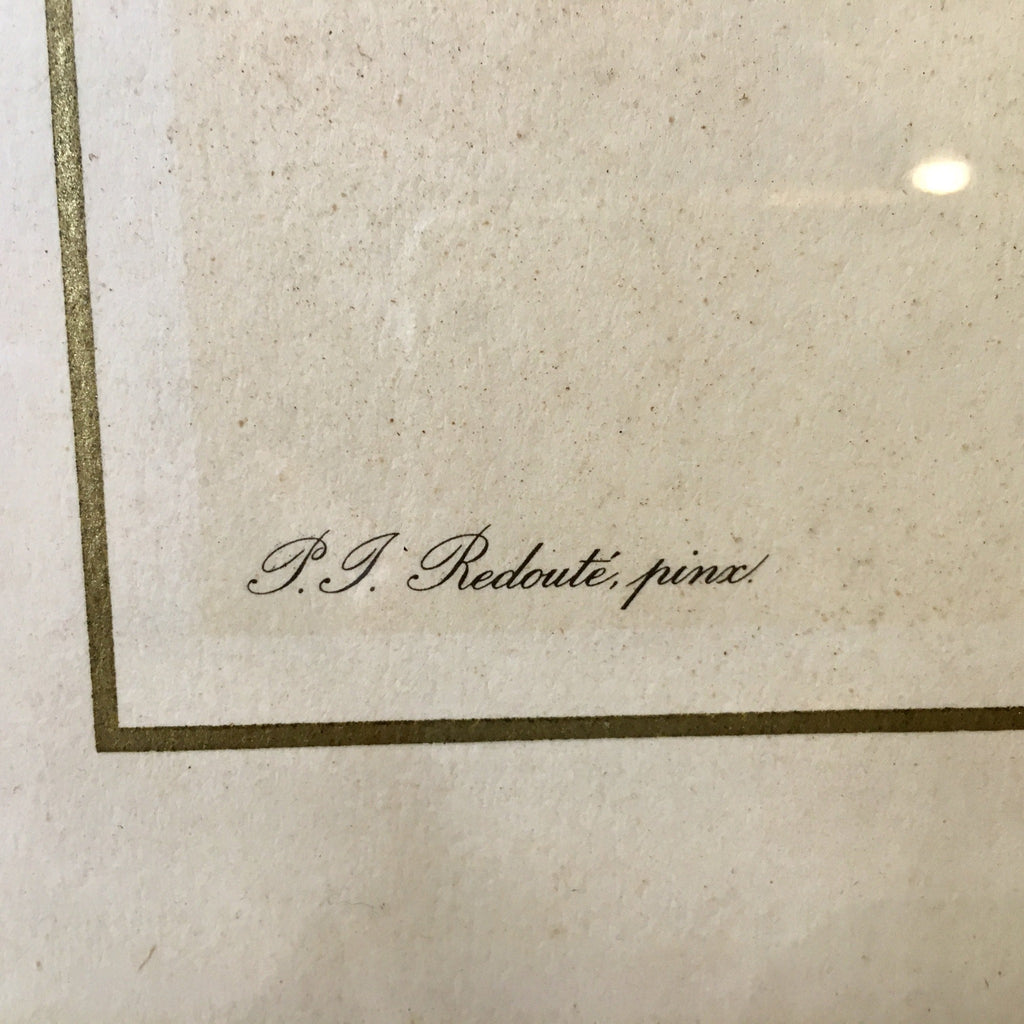 P. J. Redouté, pinx.